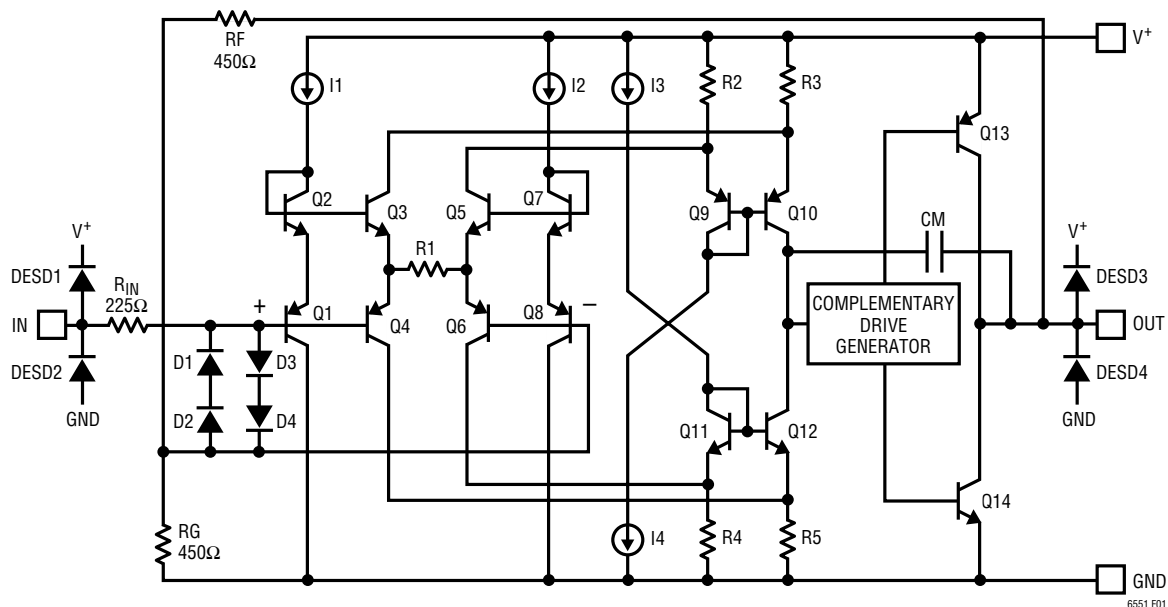 RF
450Ω
V+
I1
I2
I3
R2
R3
Q13
Q2
Q3
Q5
Q7
Q9
Q10
V+
R1
CM
V+
DESD1
RIN
225Ω
DESD3
IN
+
Q1
Q4
Q6
Q8
−
COMPLEMENTARY
DRIVE
GENERATOR
OUT
DESD2
D1
D3
DESD4
GND
D2
D4
GND
Q11
Q12
Q14
RG
450Ω
I4
R4
R5
GND
6551 F01